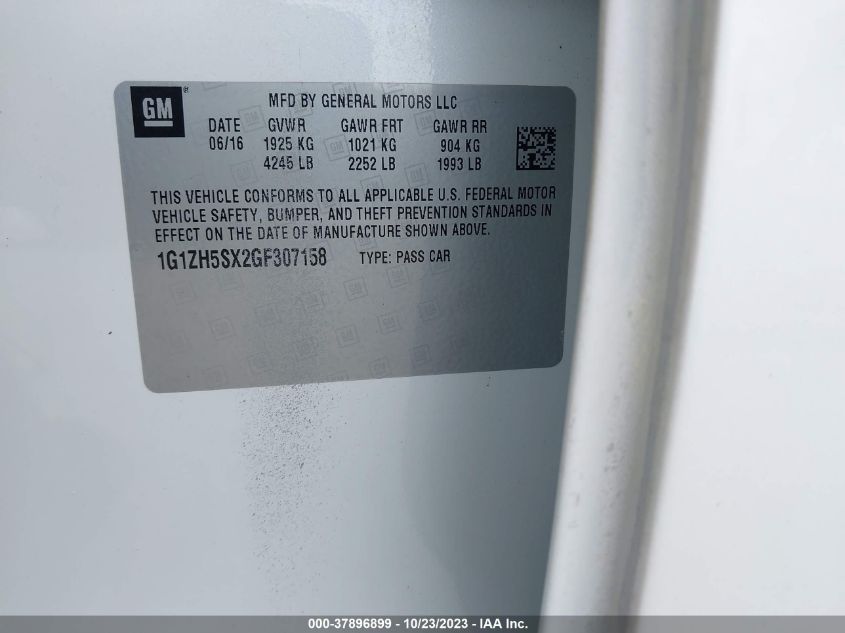 GM ®
MFD BY GENERAL MOTORS LLC
DATE GVWR GAWR FRT GAWR RR
06/16 1925 KG 1021 KG 904 KG
4245 LB 2252 LB 1993 LB
THIS VEHICLE CONFORMS TO ALL APPLICABLE U.S. FEDERAL MOTOR
VEHICLE SAFETY, BUMPER, AND THEFT PREVENTION STANDARDS IN
EFFECT ON THE DATE OF MANUFACTURE SHOWN ABOVE.
1G1ZH5SX2GF307158 TYPE: PASS CAR
000-37896899 - 10/23/2023 - IAA Inc.